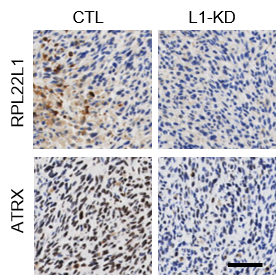 CTL L1-KD
RPL22L1
ATRX